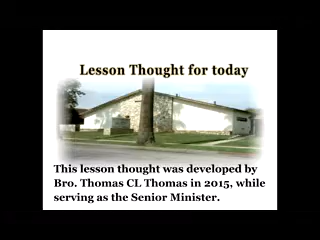 Lesson Thought for today
This lesson thought was developed by
Bro. Thomas CL Thomas in 2015, while
serving as the Senior Minister.